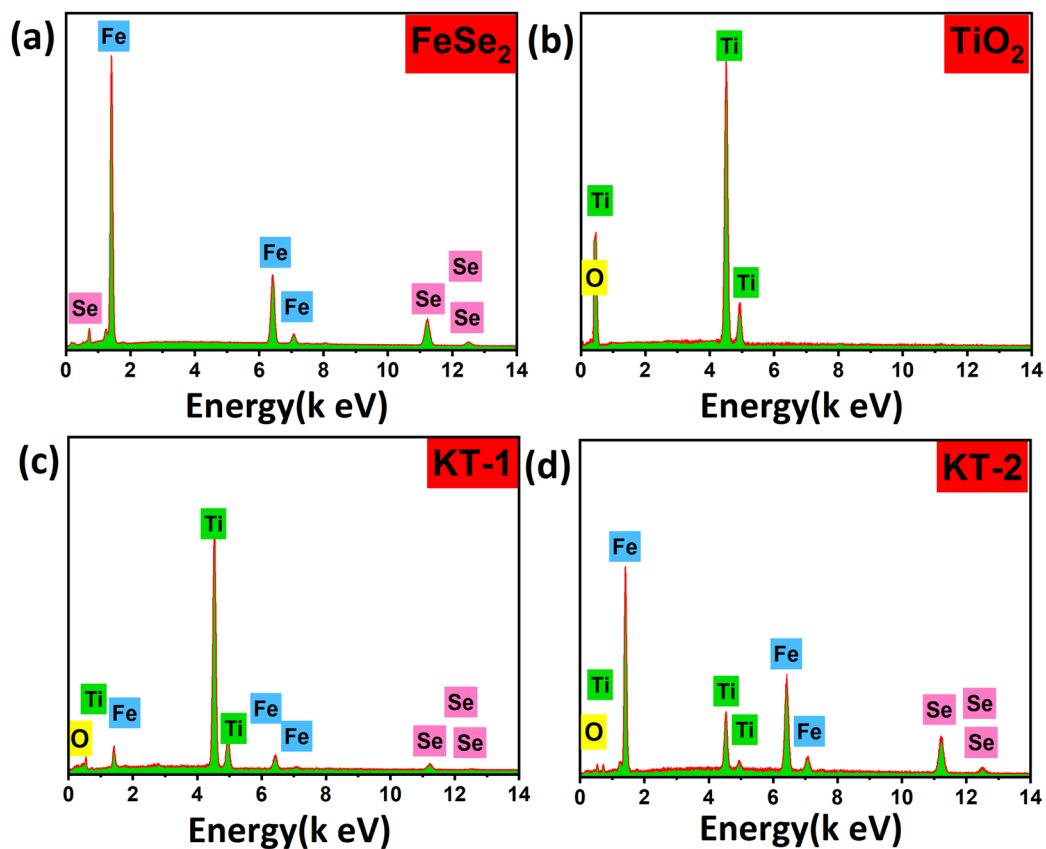 (a)
FeSe₂
Fe
Se
Fe
Fe
Se
Se
Se
0 2 4 6 8 10 12 14
Energy(k eV)
(b)
TiO₂
Ti
Ti
O
Ti
0 2 4 6 8 10 12 14
Energy(k eV)
(c)
KT-1
Ti
Ti
Fe
O
Ti
Fe
Fe
Se
Se
Se
0 2 4 6 8 10 12 14
Energy(k eV)
(d)
KT-2
Fe
Ti
O
Ti
Ti
Fe
Fe
Se
Se
Se
0 2 4 6 8 10 12 14
Energy(k eV)